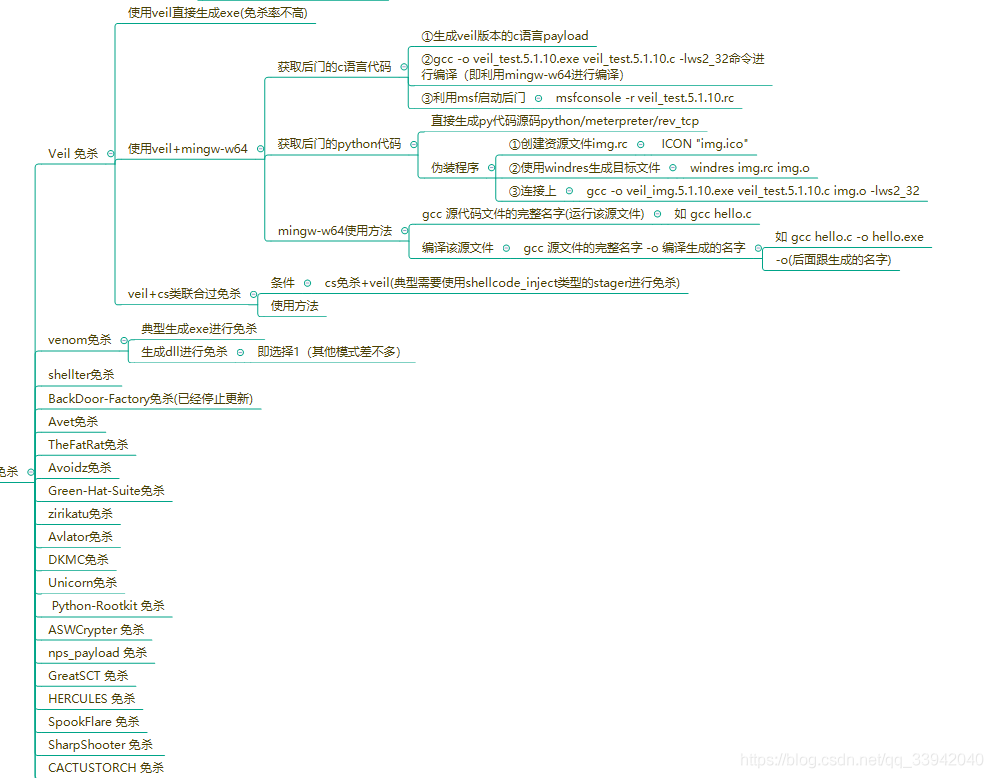 使用veil直接生成exe(免杀率不高)
①生成veil版本的c语言payload
获取后门的c语言代码
②gcc -o veil_test.5.1.10.exe veil_test.5.1.10.c -lws2_32命令进
行编译（即利用mingw-w64进行编译）
③利用msf启动后门
msfconsole -r veil_test.5.1.10.rc
直接生成py代码源码python/meterpreter/rev_tcp
Veil 免杀
使用veil+mingw-w64
获取后门的python代码
①创建资源文件img.rc
ICON "img.ico"
伪装程序
②使用windres生成目标文件
windres img.rc img.o
③连接上
gcc -o veil_img.5.1.10.exe veil_test.5.1.10.c img.o -lws2_32
gcc 源代码文件的完整名字(运行该源文件)
如 gcc hello.c
mingw-w64使用方法
编译该源文件
gcc 源文件的完整名字 -o 编译生成的名字
如 gcc hello.c -o hello.exe
-o(后面跟生成的名字)
veil+cs类联合过免杀
条件
cs免杀+veil(典型需要使用shellcode_inject类型的stager进行免杀)
使用方法
venom免杀
典型生成exe进行免杀
生成dll进行免杀
即选择1（其他模式差不多）
shellter免杀
BackDoor-Factory免杀(已经停止更新)
Avet免杀
TheFatRat免杀
Avoidz免杀
免杀
Green-Hat-Suite免杀
zirikatu免杀
Avlator免杀
DKMC免杀
Unicorn免杀
Python-Rootkit 免杀
ASWCrypter 免杀
nps_payload 免杀
GreatSCT 免杀
HERCULES 免杀
SpookFlare 免杀
SharpShooter 免杀
CACTUSTORCH 免杀
https://blog.csdn.net/qq_33942040